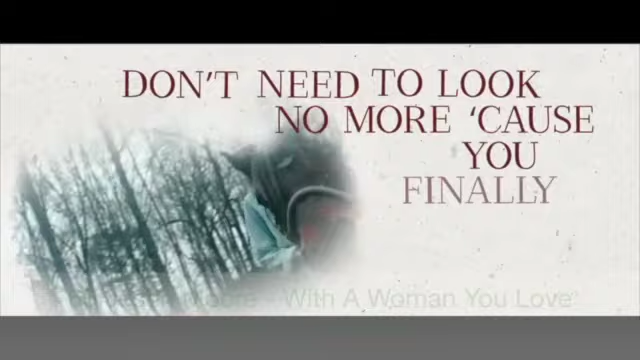 DON'T NEED TO LOOK
NO MORE 'CAUSE
YOU
FINALLY
- With A Woman You Love